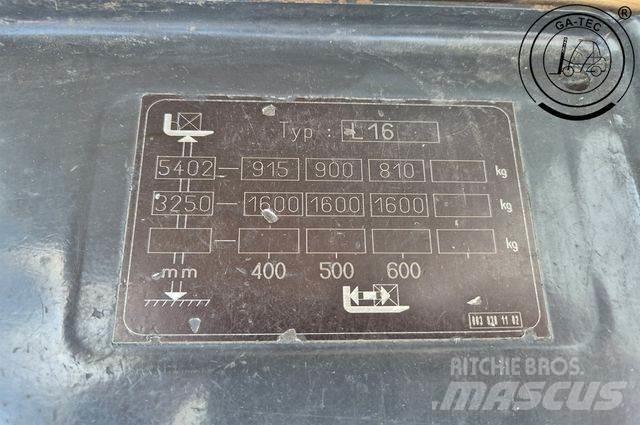 GA-TEC ®
Typ : L 16
5402 — 915 900 810 kg
3250 — 1600 1600 1600 kg
— kg
mm 400 500 600
RITCHIE BROS.
MASCUS